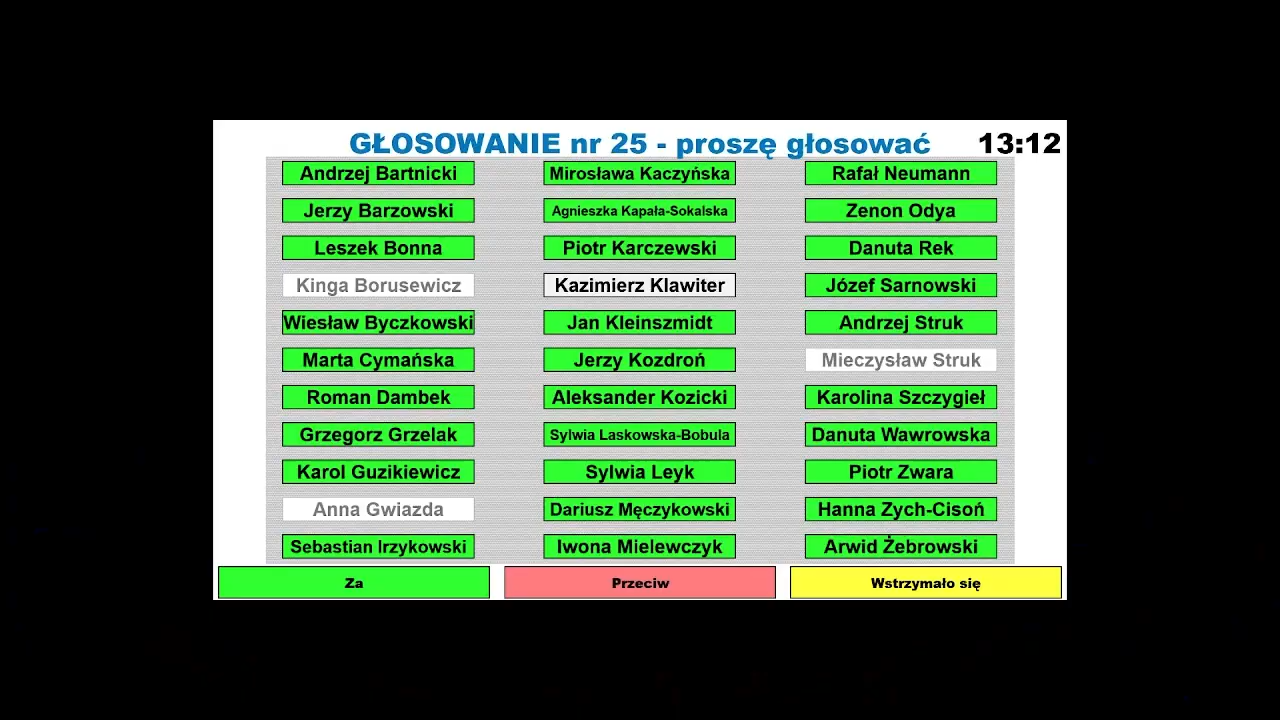 GŁOSOWANIE nr 25 - proszę głosować 13:12
Andrzej Bartnicki Mirosława Kaczyńska Rafał Neumann
Jerzy Barzowski Agnieszka Kapała-Sokalska Zenon Odya
Leszek Bonna Piotr Karczewski Danuta Rek
Kinga Borusewicz Kazimierz Klawiter Józef Sarnowski
Wiesław Byczkowski Jan Kleinszmidt Andrzej Struk
Marta Cymańska Jerzy Kozdroń Mieczysław Struk
Roman Dambek Aleksander Kozicki Karolina Szczygieł
Grzegorz Grzelak Sylwia Laskowska-Bobula Danuta Wawrowska
Karol Guzikiewicz Sylwia Leyk Piotr Zwara
Anna Gwiazda Dariusz Męczykowski Hanna Zych-Cisoń
Sebastian Irzykowski Iwona Mielewczyk Arwid Żebrowski
Za Przeciw Wstrzymało się